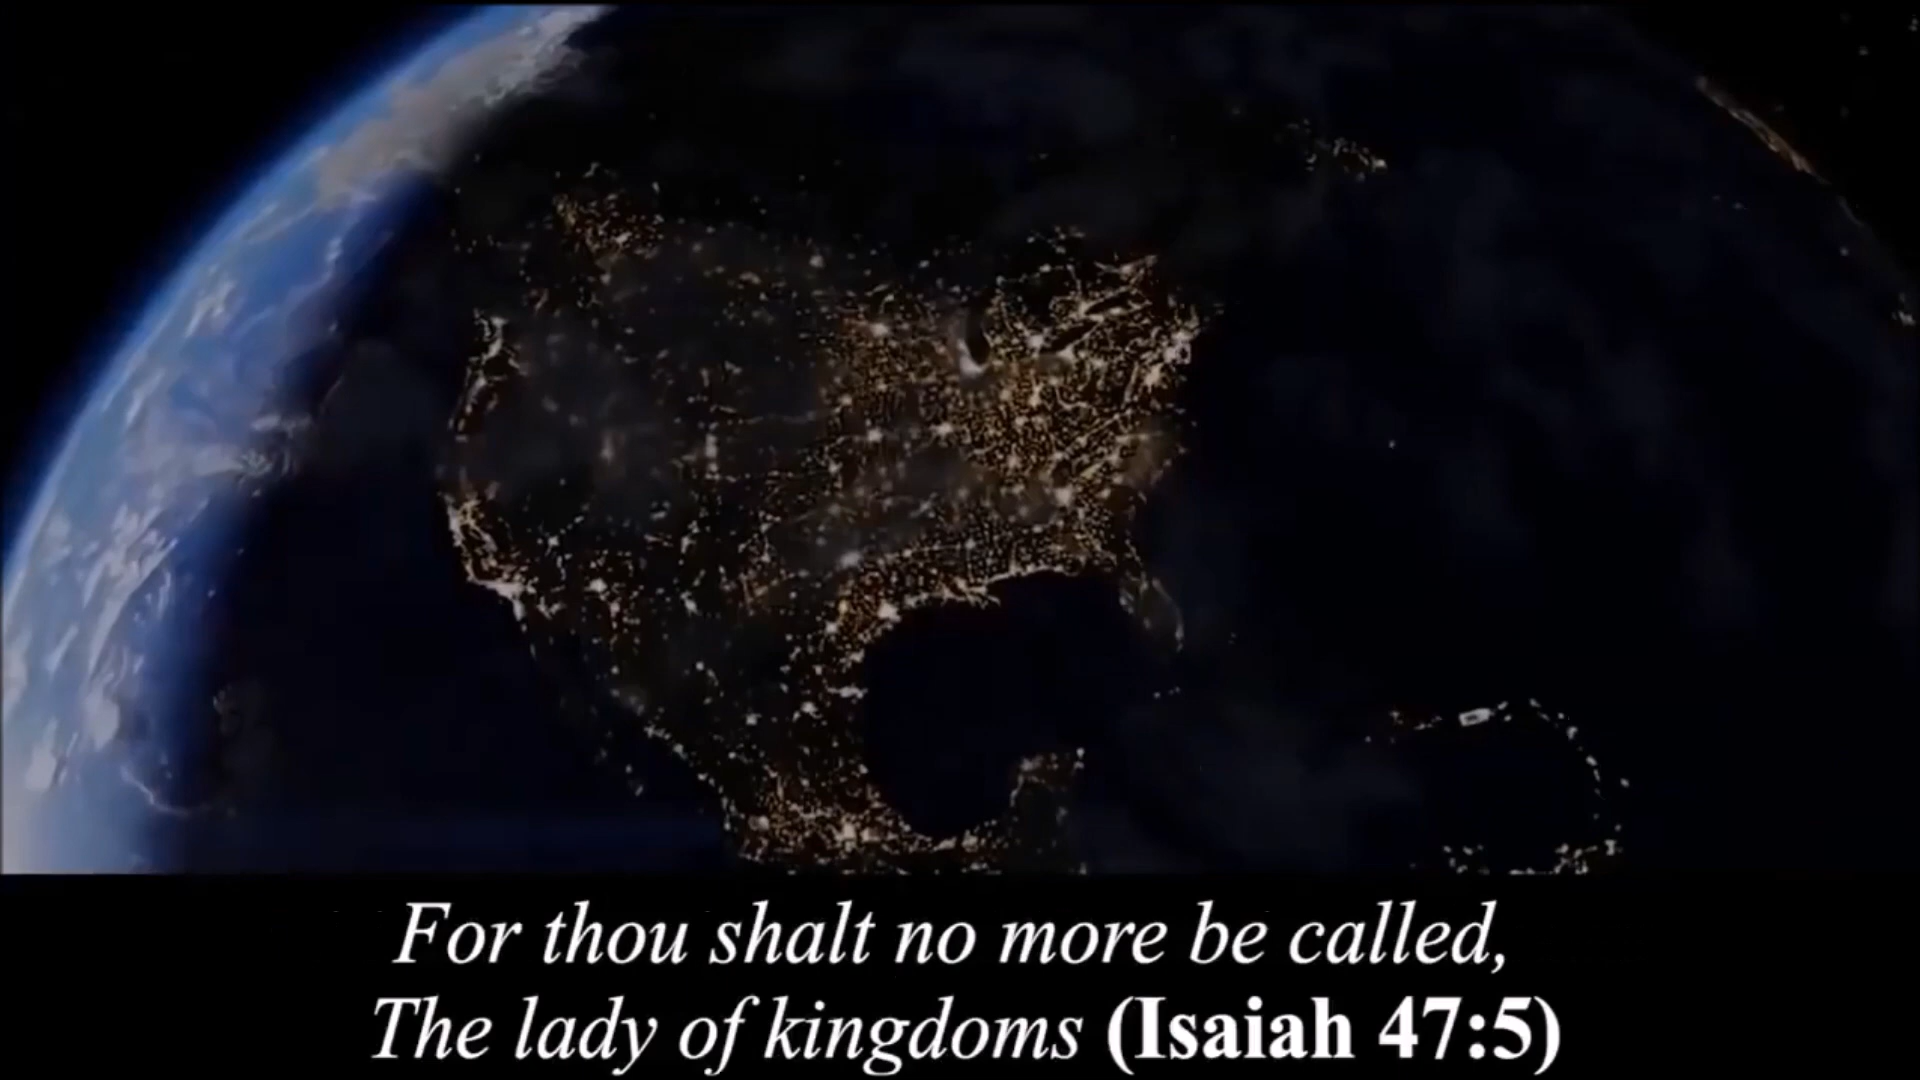 For thou shalt no more be called,
The lady of kingdoms (Isaiah 47:5)